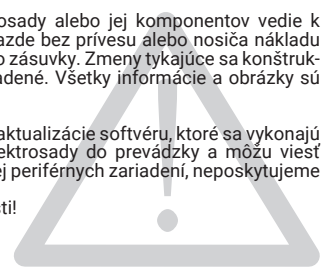 osady alebo jej komponentov vedie k
azde bez prívesu alebo nosiča nákladu
o zásuvky. Zmeny týkajúce sa konštruk-
adené. Všetky informácie a obrázky sú
aktualizácie softvéru, ktoré sa vykonajú
ektrosady do prevádzky a môžu viesť
ej periférnych zariadení, neposkytujeme
ti!